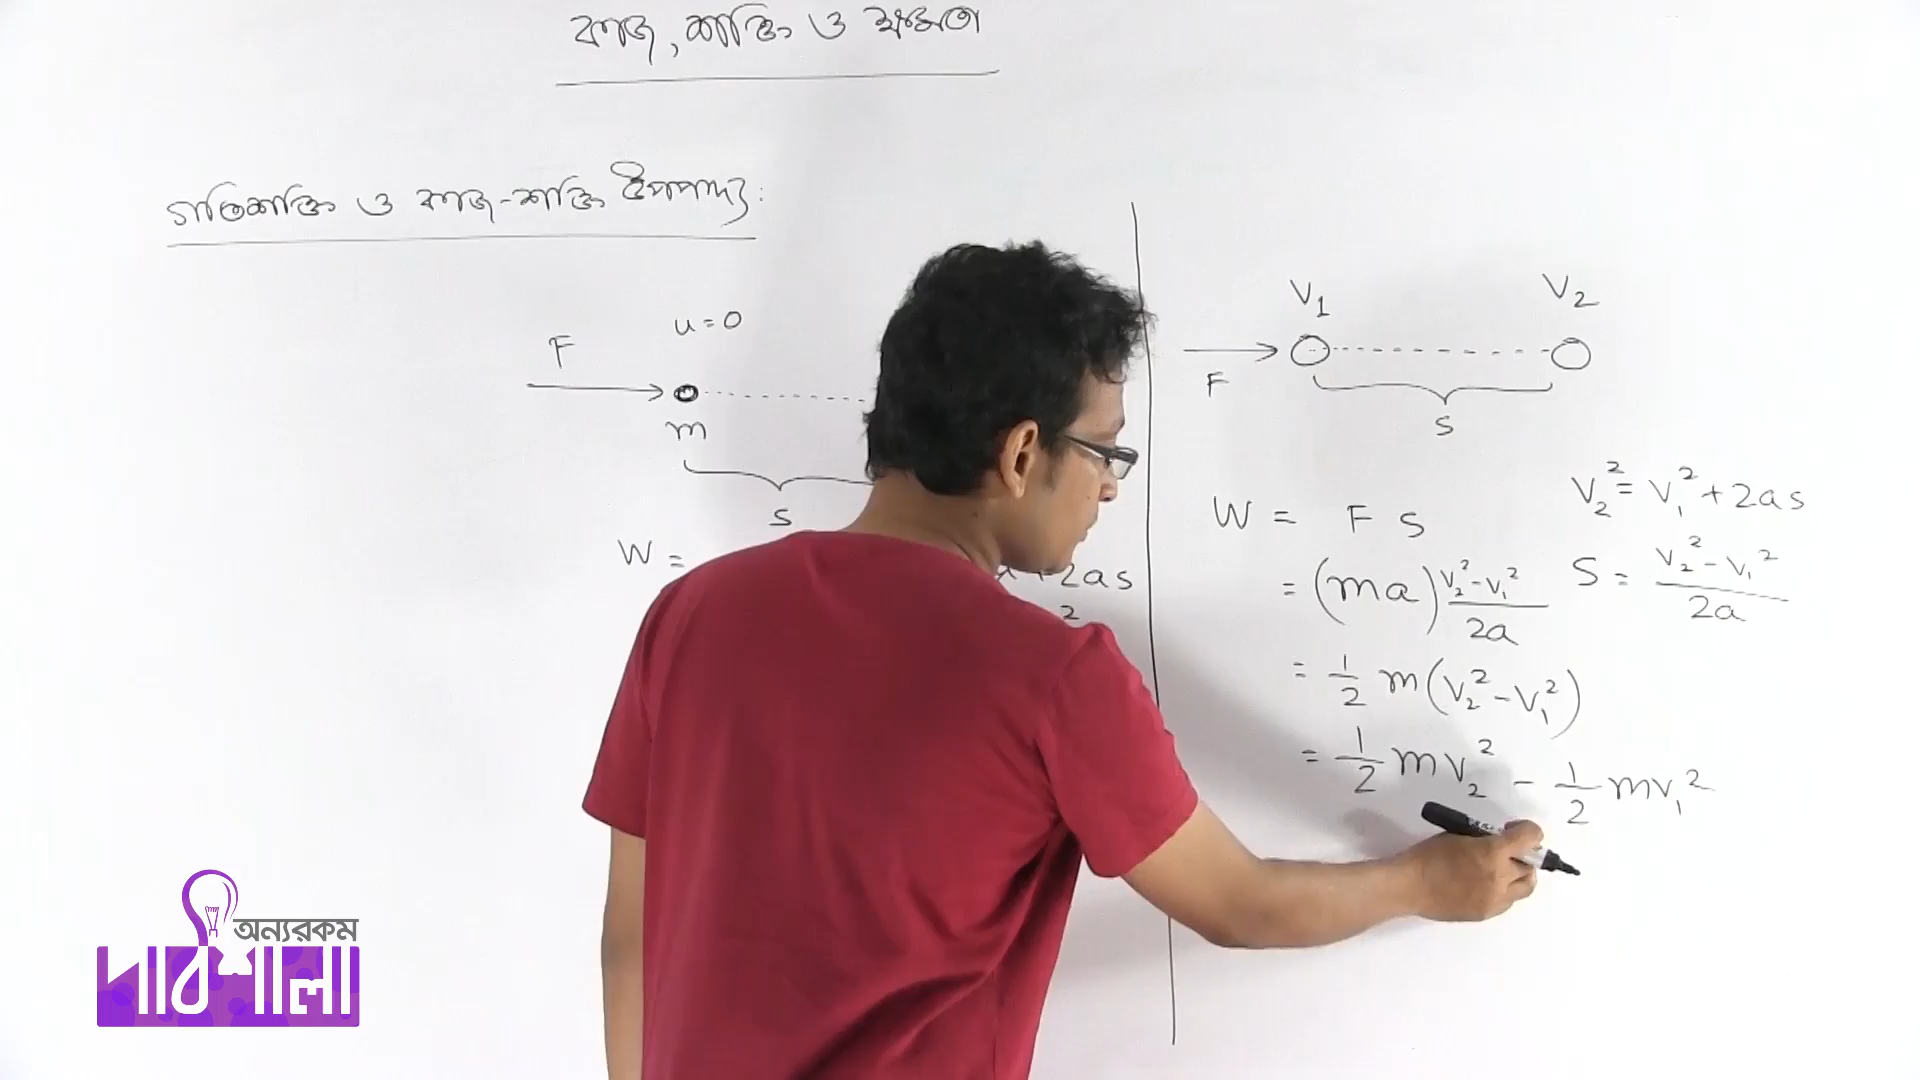 কাজ, শক্তি ও ক্ষমতা
গতিশক্তি ও কাজ-শক্তি উপপাদ্য:
u = 0
F
m
s
W =
+ 2as
2
V₁ V₂
F
s
W = F s
= (ma) (v₂² - v₁²)/2a
= 1/2 m(v₂² - v₁²)
= 1/2 mv₂² - 1/2 mv₁²
v₂² = v₁² + 2as
s = (v₂² - v₁²)/2a
অন্যরকম
পাঠশালা